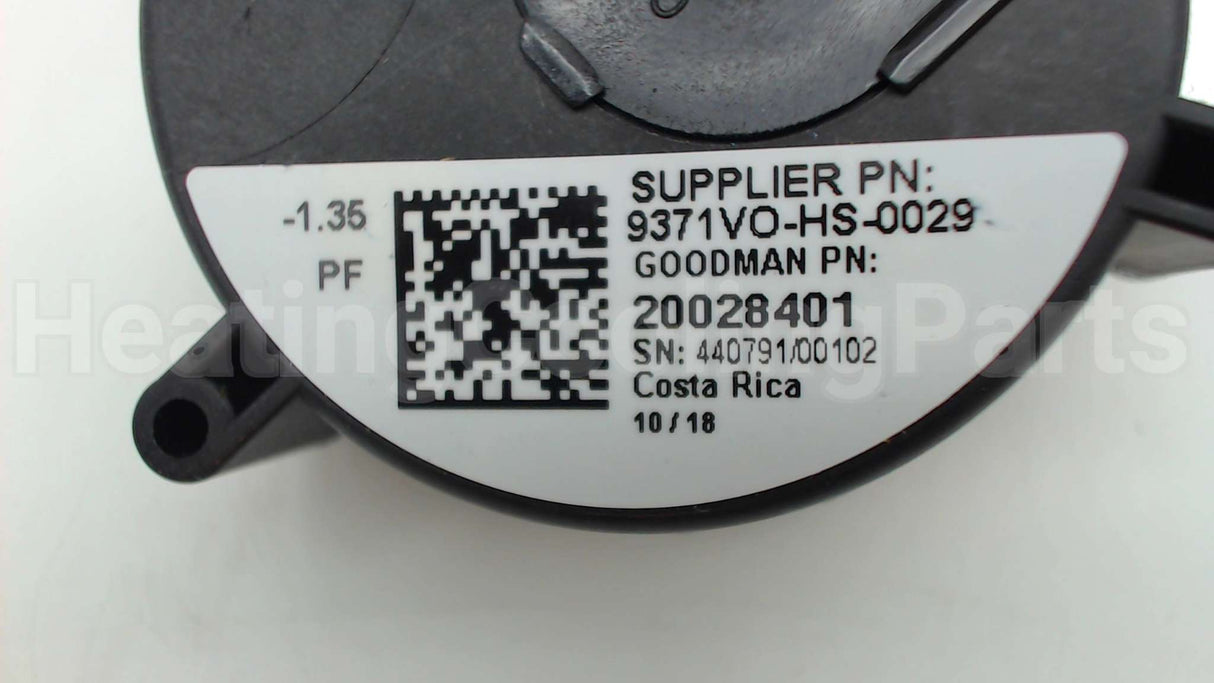 -1.35
PF
SUPPLIER PN:
9371VO-HS-0029
GOODMAN PN:
20028401
SN: 440791/00102
Costa Rica
10 / 18
HeatingCoolingParts